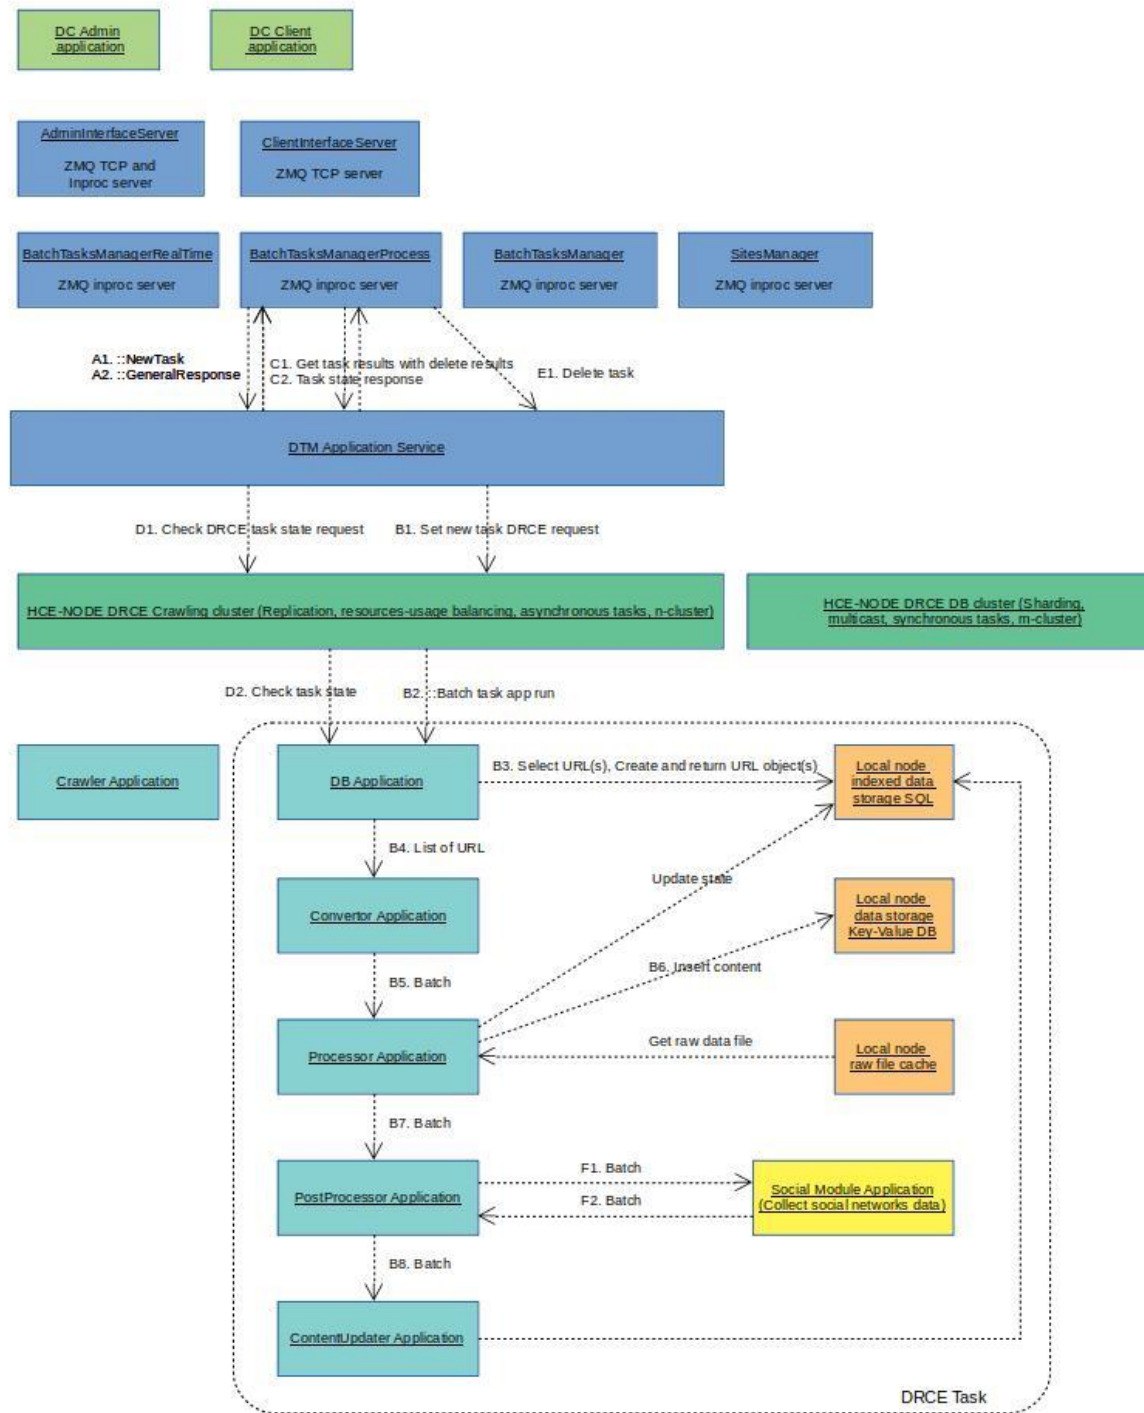 DC Admin
application
DC Client
application
AdminInterfaceServer
ZMQ TCP and
Inproc server
ClientInterfaceServer
ZMQ TCP server
BatchTasksManagerRealTime
ZMQ inproc server
BatchTasksManagerProcess
ZMQ inproc server
BatchTasksManager
ZMQ inproc server
SitesManager
ZMQ inproc server
A1. ::NewTask
A2. ::GeneralResponse
C1. Get task results with delete results
C2. Task state response
E1. Delete task
DTM Application Service
D1. Check DRCE task state request
B1. Set new task DRCE request
HCE-NODE DRCE Crawling cluster (Replication, resources-usage balancing, asynchronous tasks, n-cluster)
HCE-NODE DRCE DB cluster (Sharding,
multicast, synchronous tasks, m-cluster)
D2. Check task state
B2. ::Batch task app run
Crawler Application
DB Application
B3. Select URL(s), Create and return URL object(s)
Local node
indexed data
storage SQL
B4. List of URL
Update state
Convertor Application
Local node
data storage
Key-Value DB
B6. Insert content
B5. Batch
Processor Application
Get raw data file
Local node
raw file cache
B7. Batch
PostProcessor Application
F1. Batch
F2. Batch
Social Module Application
(Collect social networks data)
B8. Batch
ContentUpdater Application
DRCE Task